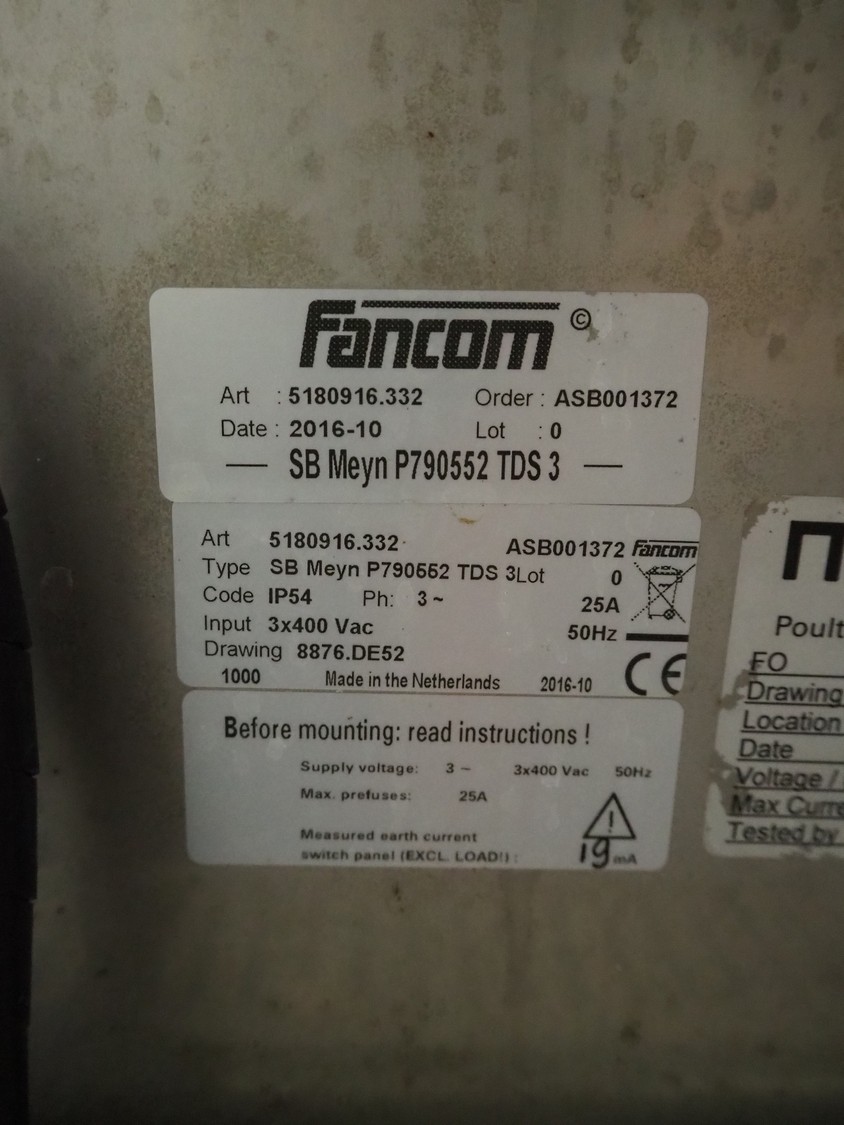 Fancom ©
Art : 5180916.332 Order : ASB001372
Date : 2016-10 Lot : 0
— SB Meyn P790552 TDS 3 —
Art 5180916.332 ASB001372 Fancom
Type SB Meyn P790552 TDS 3 Lot 0
Code IP54 Ph: 3 ~ 25A
Input 3x400 Vac 50Hz
Drawing 8876.DE52
1000 Made in the Netherlands 2016-10 CE
Before mounting: read instructions !
Supply voltage: 3 ~ 3x400 Vac 50Hz
Max. prefuses: 25A
Measured earth current
switch panel (EXCL. LOAD!) : 19 mA
FO
Drawing
Location
Date
Voltage /
Max
Tested by